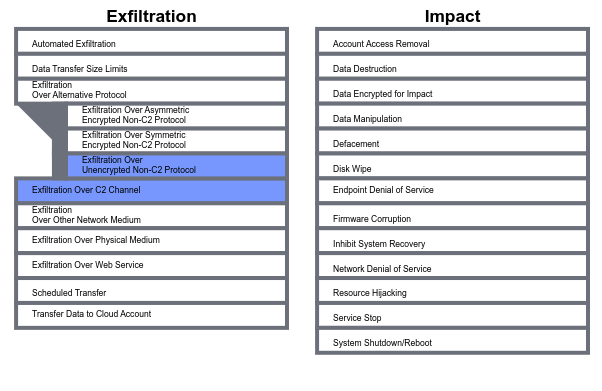 Exfiltration
Automated Exfiltration
Data Transfer Size Limits
Exfiltration
Over Alternative Protocol
Exfiltration Over Asymmetric
Encrypted Non-C2 Protocol
Exfiltration Over Symmetric
Encrypted Non-C2 Protocol
Exfiltration Over
Unencrypted Non-C2 Protocol
Exfiltration Over C2 Channel
Exfiltration
Over Other Network Medium
Exfiltration Over Physical Medium
Exfiltration Over Web Service
Scheduled Transfer
Transfer Data to Cloud Account
Impact
Account Access Removal
Data Destruction
Data Encrypted for Impact
Data Manipulation
Defacement
Disk Wipe
Endpoint Denial of Service
Firmware Corruption
Inhibit System Recovery
Network Denial of Service
Resource Hijacking
Service Stop
System Shutdown/Reboot